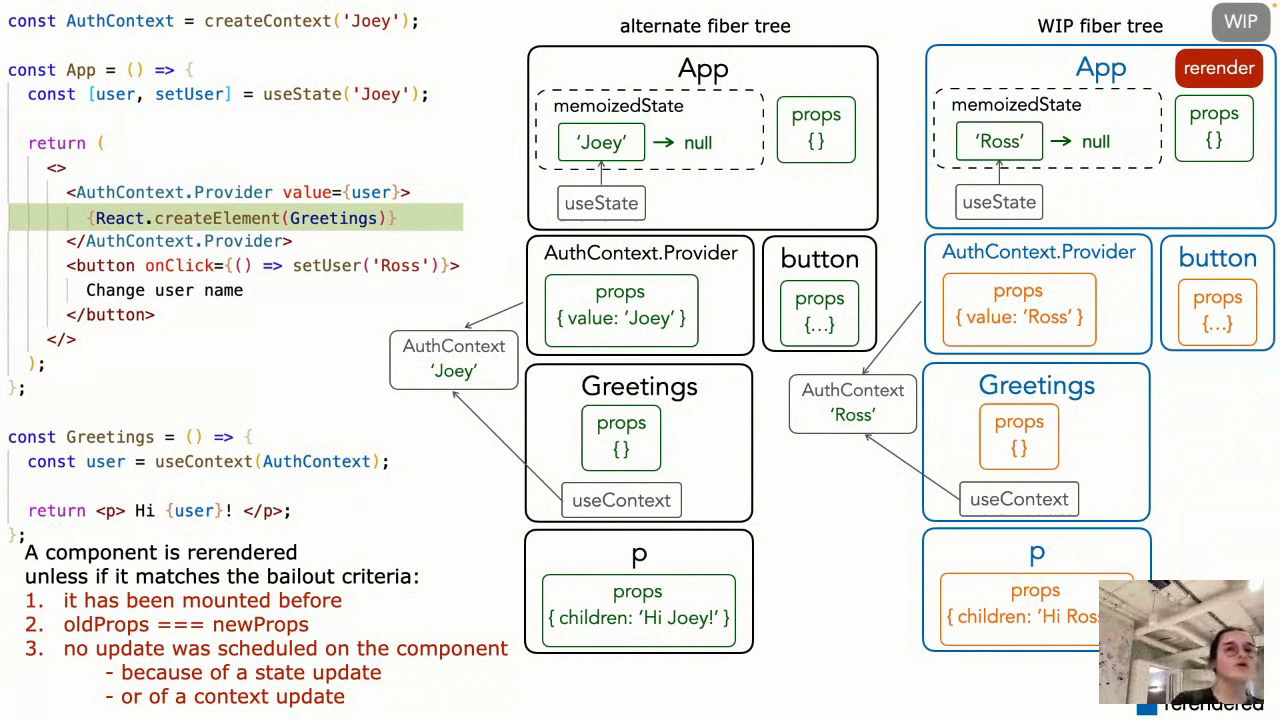 const AuthContext = createContext('Joey');
const App = () => {
const [user, setUser] = useState('Joey');
return (
<>
<AuthContext.Provider value={user}>
{React.createElement(Greetings)}
</AuthContext.Provider>
<button onClick={() => setUser('Ross')}>
Change user name
</button>
</>
);
};
const Greetings = () => {
const user = useContext(AuthContext);
return <p> Hi {user}! </p>;
};
A component is rerendered
unless if it matches the bailout criteria:
1. it has been mounted before
2. oldProps === newProps
3. no update was scheduled on the component
- because of a state update
- or of a context update
alternate fiber tree
App
memoizedState
‘Joey’ → null
useState
props
{ }
AuthContext.Provider
props
{ value: ‘Joey’ }
button
props
{...}
AuthContext
‘Joey’
Greetings
props
{ }
useContext
p
props
{ children: ‘Hi Joey!’ }
WIP fiber tree
WIP
App
rerender
memoizedState
‘Ross’ → null
useState
props
{ }
AuthContext.Provider
props
{ value: ‘Ross’ }
button
props
{...}
AuthContext
‘Ross’
Greetings
props
{ }
useContext
p
props
{ children: ‘Hi Ros
rerendered